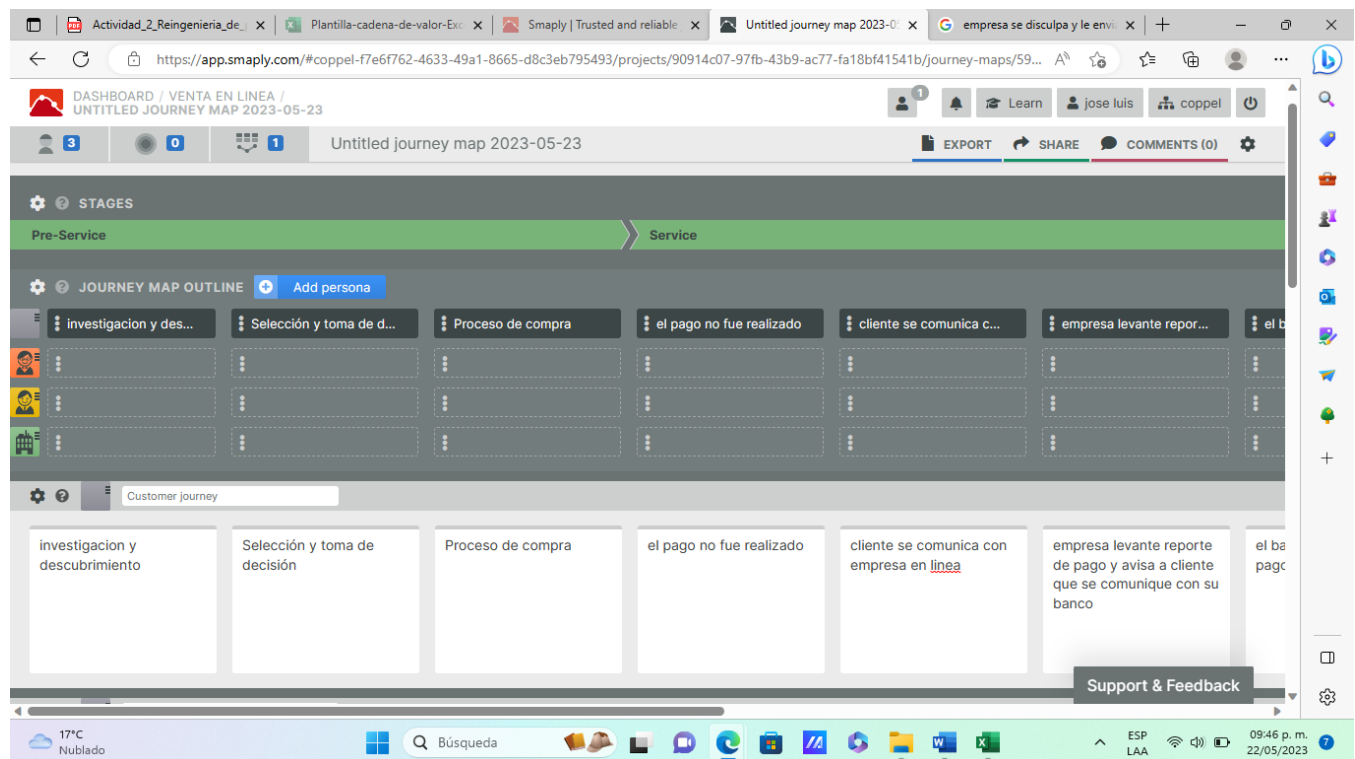 Actividad_2_Reingenieria_de_
Plantilla-cadena-de-valor-Exc
Smaply | Trusted and reliable
Untitled journey map 2023-0
empresa se disculpa y le envi
https://app.smaply.com/#coppel-f7e6f762-4633-49a1-8665-d8c3eb795493/projects/90914c07-97fb-43b9-ac77-fa18bf41541b/journey-maps/59...
DASHBOARD / VENTA EN LINEA /
UNTITLED JOURNEY MAP 2023-05-23
1
Learn
jose luis
coppel
3
0
1
Untitled journey map 2023-05-23
EXPORT
SHARE
COMMENTS (0)
STAGES
Pre-Service
Service
JOURNEY MAP OUTLINE
Add persona
investigacion y des...
Selección y toma de d...
Proceso de compra
el pago no fue realizado
cliente se comunica c...
empresa levante repor...
el b
Customer journey
investigacion y
descubrimiento
Selección y toma de
decisión
Proceso de compra
el pago no fue realizado
cliente se comunica con
empresa en linea
empresa levante reporte
de pago y avisa a cliente
que se comunique con su
banco
el ba
pago
Support & Feedback
17°C
Nublado
Búsqueda
ESP
LAA
09:46 p. m.
22/05/2023
7